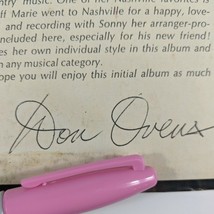 ntry music. One of her Nashville favorites is
ff Marie went to Nashville for a happy, love-
and recording with Sonny her arranger-pro-
ncluded here, especially for his new friend!
es her own individual style in this album and
n any musical category.
ope you will enjoy this initial album as much
Don Ovens